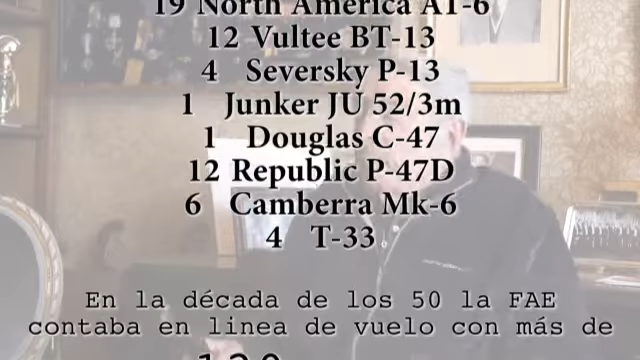 19 North America AT-6
12 Vultee BT-13
4 Seversky P-13
1 Junker JU 52/3m
1 Douglas C-47
12 Republic P-47D
6 Camberra Mk-6
4 T-33
En la década de los 50 la FAE
contaba en linea de vuelo con más de
120